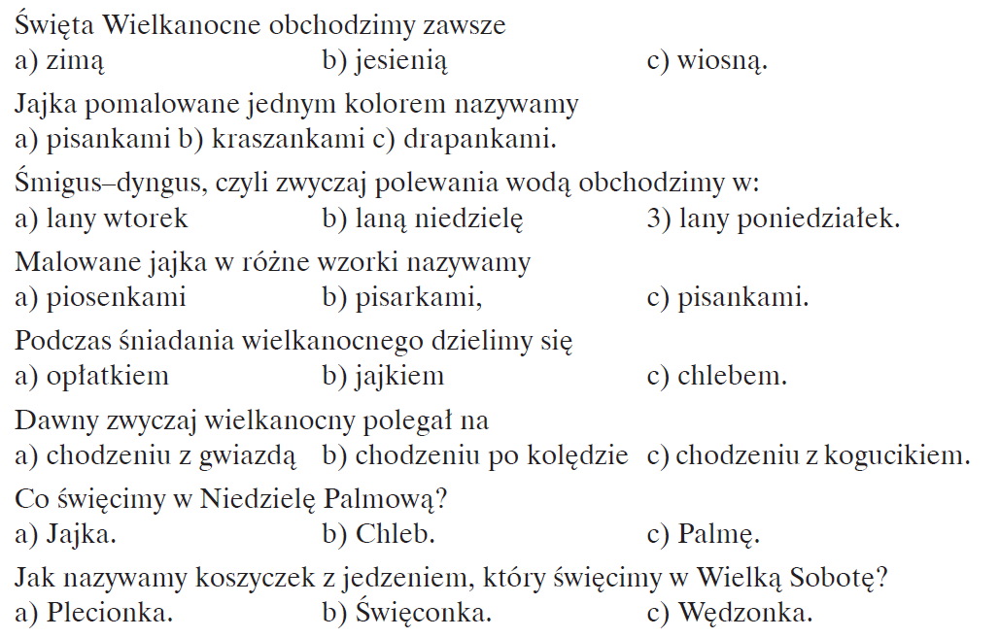 Święta Wielkanocne obchodzimy zawsze
a) zimą b) jesienią c) wiosną.
Jajka pomalowane jednym kolorem nazywamy
a) pisankami b) kraszankami c) drapankami.
Śmigus–dyngus, czyli zwyczaj polewania wodą obchodzimy w:
a) lany wtorek b) laną niedzielę 3) lany poniedziałek.
Malowane jajka w różne wzorki nazywamy
a) piosenkami b) pisarkami, c) pisankami.
Podczas śniadania wielkanocnego dzielimy się
a) opłatkiem b) jajkiem c) chlebem.
Dawny zwyczaj wielkanocny polegał na
a) chodzeniu z gwiazdą b) chodzeniu po kolędzie c) chodzeniu z kogucikiem.
Co święcimy w Niedzielę Palmową?
a) Jajka. b) Chleb. c) Palmę.
Jak nazywamy koszyczek z jedzeniem, który święcimy w Wielką Sobotę?
a) Plecionka. b) Święconka. c) Wędzonka.